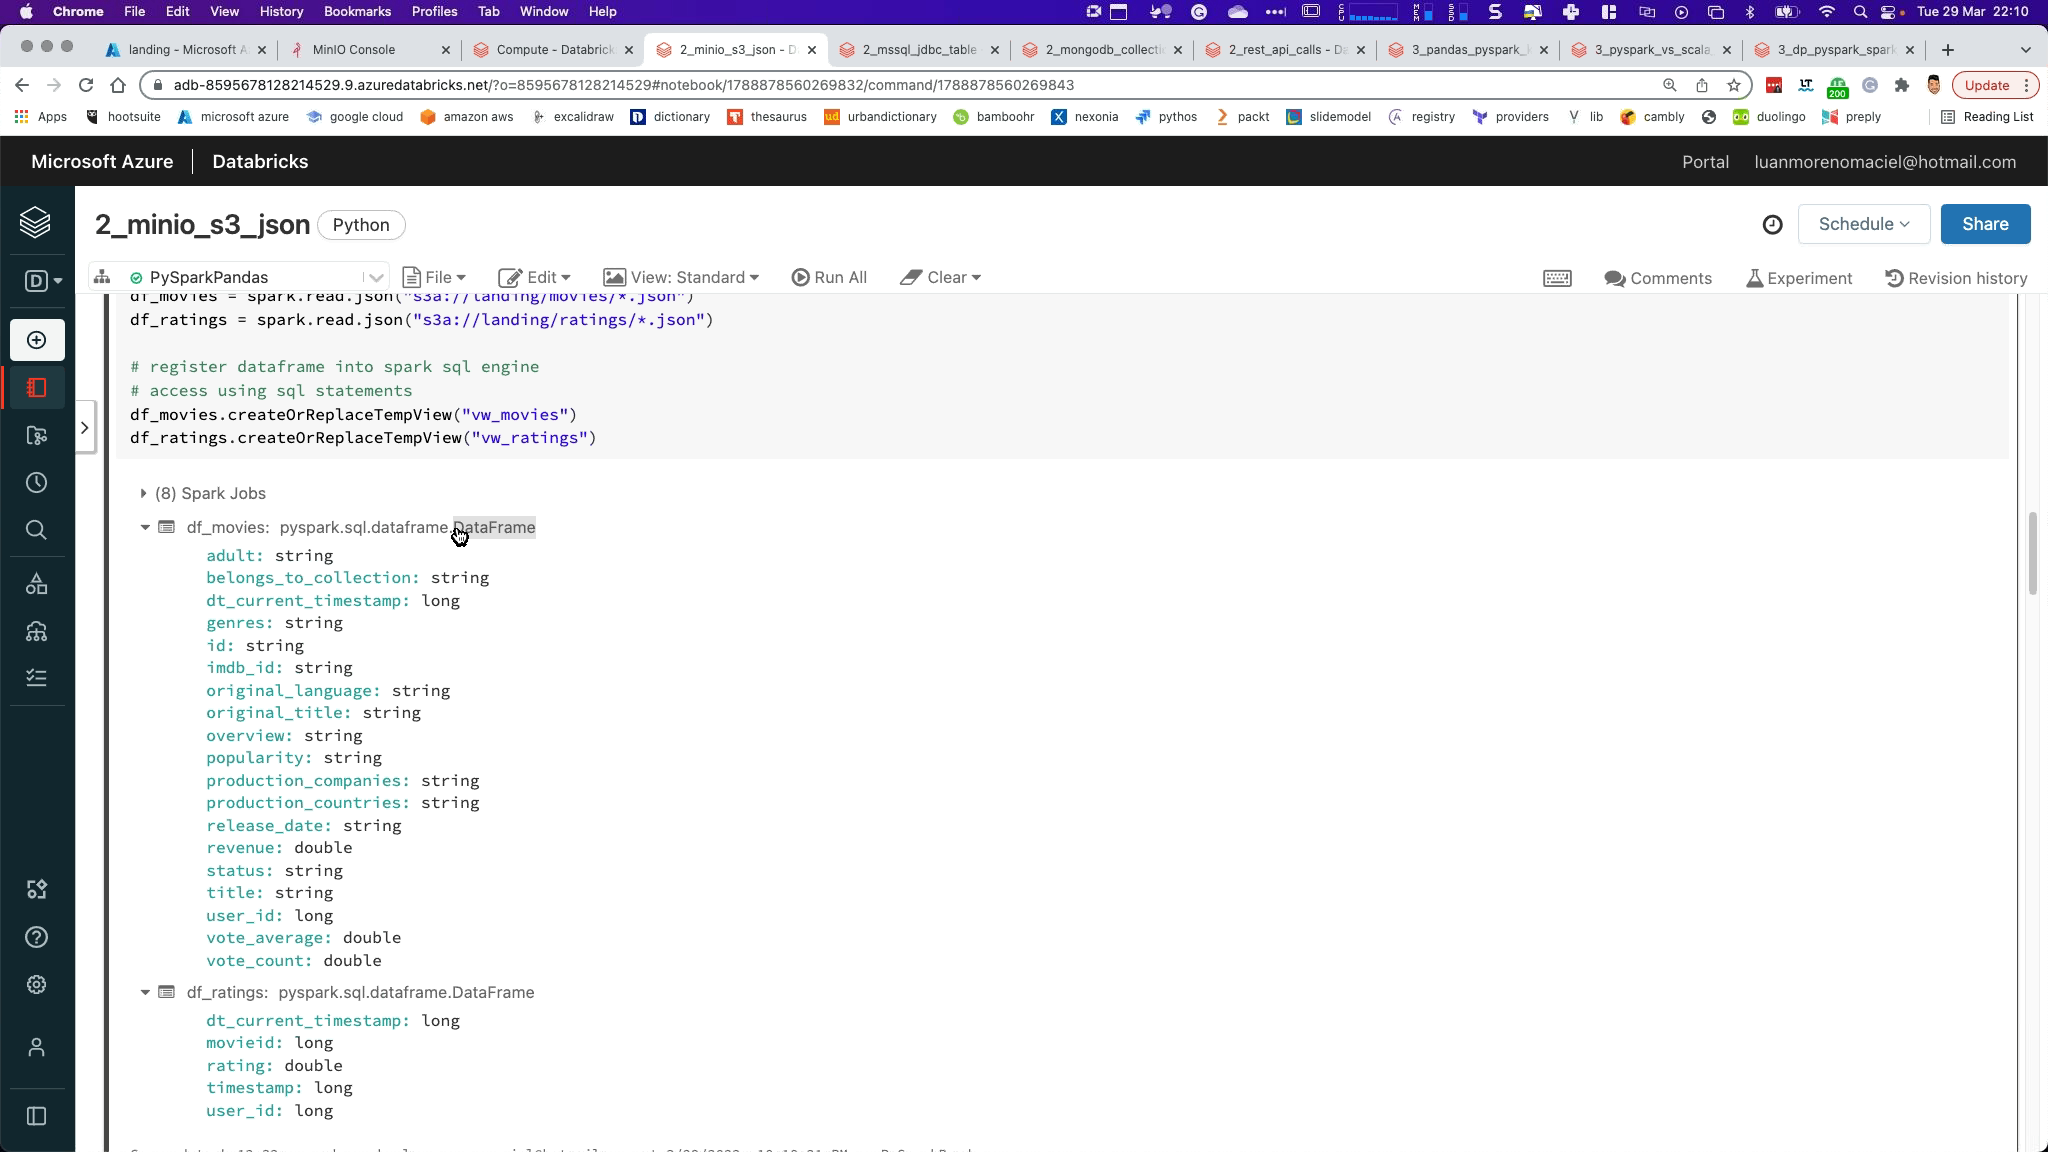 Chrome File Edit View History Bookmarks Profiles Tab Window Help Tue 29 Mar 22:10
landing - Microsoft A MinIO Console Compute - Databrick 2_minio_s3_json - D 2_mssql_jdbc_table - 2_mongodb_collecti 2_rest_api_calls - Da 3_pandas_pyspark_k 3_pyspark_vs_scala 3_dp_pyspark_spark
adb-8595678128214529.9.azuredatabricks.net/?o=8595678128214529#notebook/1788878560269832/command/1788878560269843 200 Update
Apps hootsuite microsoft azure google cloud amazon aws excalidraw dictionary thesaurus urbandictionary bamboohr nexonia pythos packt slidemodel registry providers lib cambly duolingo preply Reading List
Microsoft Azure Databricks Portal luanmorenomaciel@hotmail.com
2_minio_s3_json Python Schedule Share
D PySparkPandas File Edit View: Standard Run All Clear Comments Experiment Revision history
df_movies = spark.read.json("s3a://landing/movies/*.json")
df_ratings = spark.read.json("s3a://landing/ratings/*.json")
# register dataframe into spark sql engine
# access using sql statements
df_movies.createOrReplaceTempView("vw_movies")
df_ratings.createOrReplaceTempView("vw_ratings")
(8) Spark Jobs
df_movies: pyspark.sql.dataframe.DataFrame
adult: string
belongs_to_collection: string
dt_current_timestamp: long
genres: string
id: string
imdb_id: string
original_language: string
original_title: string
overview: string
popularity: string
production_companies: string
production_countries: string
release_date: string
revenue: double
status: string
title: string
user_id: long
vote_average: double
vote_count: double
df_ratings: pyspark.sql.dataframe.DataFrame
dt_current_timestamp: long
movieid: long
rating: double
timestamp: long
user_id: long